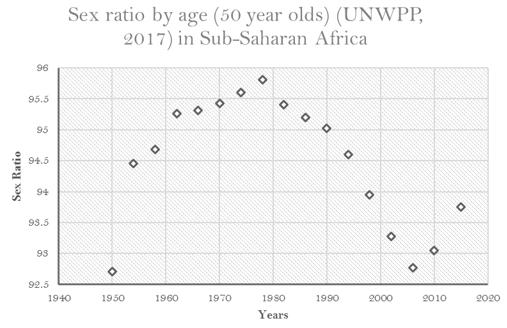 Sex ratio by age (50 year olds) (UNWPP,
2017) in Sub-Saharan Africa
96
95.5
95
94.5
94
93.5
93
92.5
Sex Ratio
1940 1950 1960 1970 1980 1990 2000 2010 2020
Years